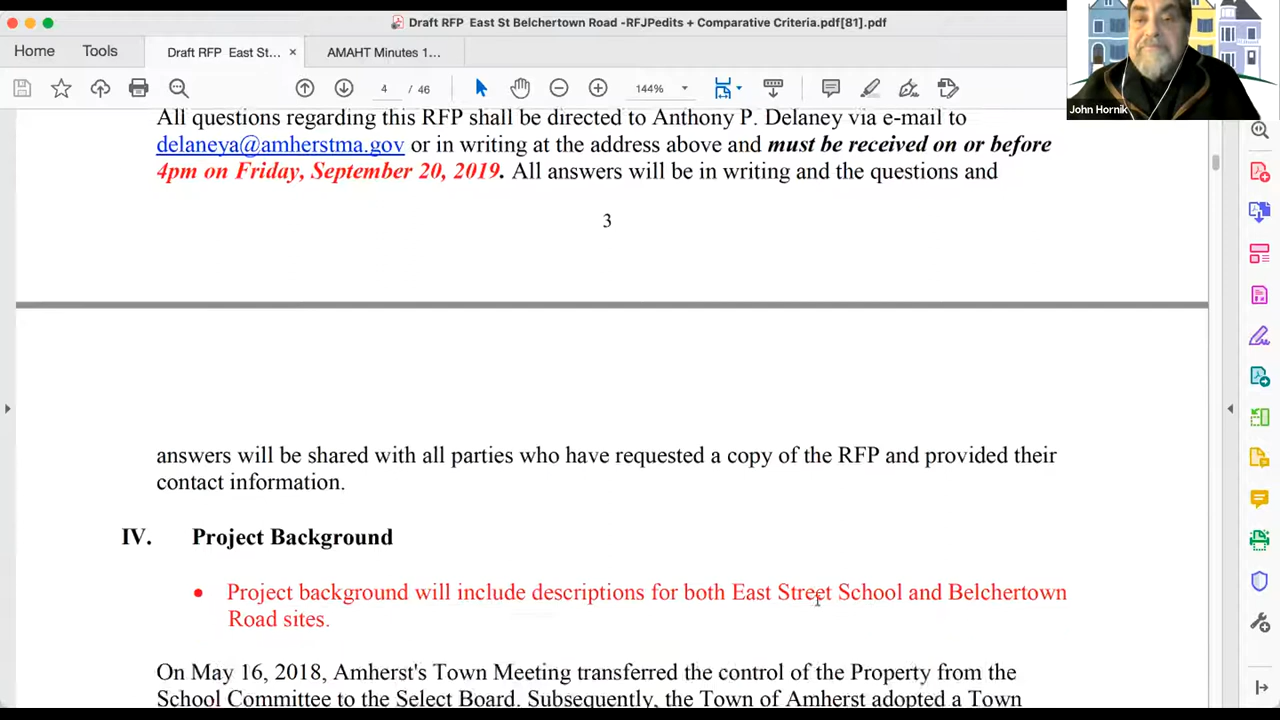 Draft RFP  East St Belchertown Road -RFJPedits + Comparative Criteria.pdf[81].pdf
Home
Tools
Draft RFP  East St... ×
AMAHT Minutes 1...
4 / 46
144%
John Hornik
All questions regarding this RFP shall be directed to Anthony P. Delaney via e-mail to
delaneya@amherstma.gov or in writing at the address above and must be received on or before
4pm on Friday, September 20, 2019. All answers will be in writing and the questions and
3
answers will be shared with all parties who have requested a copy of the RFP and provided their
contact information.
IV. Project Background
• Project background will include descriptions for both East Street School and Belchertown
Road sites.
On May 16, 2018, Amherst's Town Meeting transferred the control of the Property from the
School Committee to the Select Board. Subsequently, the Town of Amherst adopted a Town